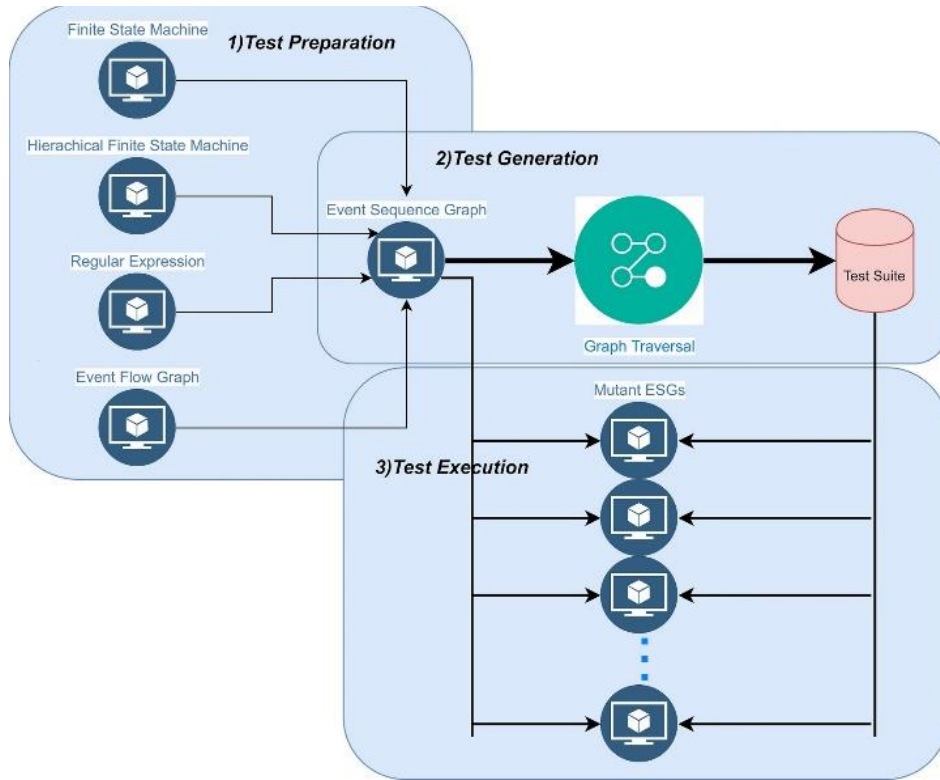 Finite State Machine
1)Test Preparation
Hierachical Finite State Machine
2)Test Generation
Event Sequence Graph
Regular Expression
Test Suite
Graph Traversal
Event Flow Graph
Mutant ESGs
3)Test Execution